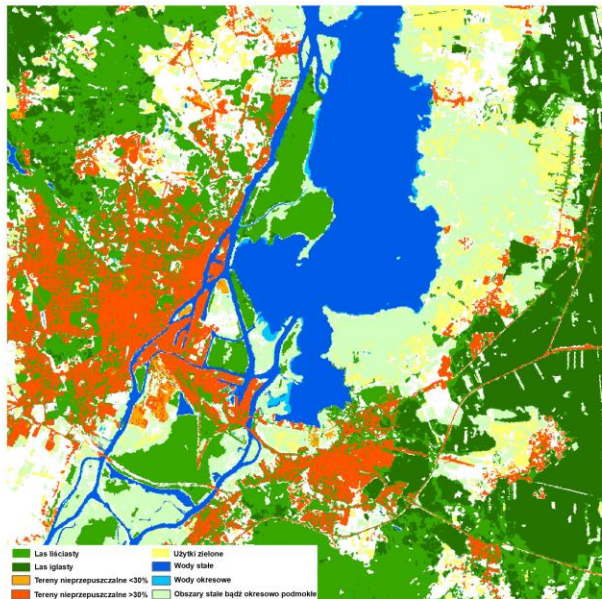 Las liściasty
Las iglasty
Tereny nieprzepuszczalne <30%
Tereny nieprzepuszczalne >30%
Użytki zielone
Wody stałe
Wody okresowe
Obszary stale bądź okresowo podmokłe